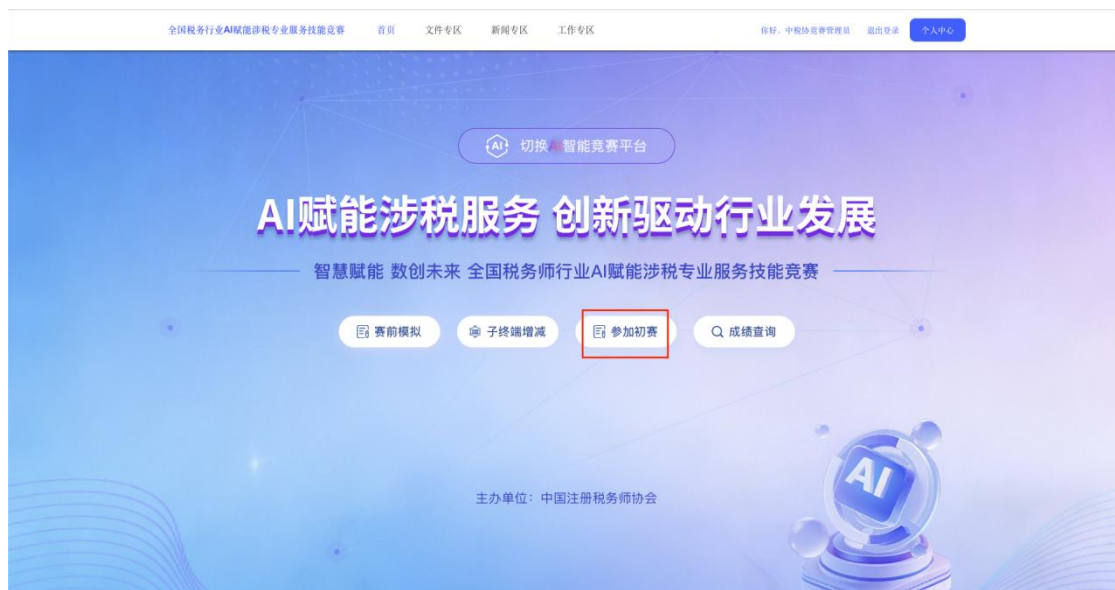 全国税务行业AI赋能涉税专业服务技能竞赛 首页 文件专区 新闻专区 工作专区 你好，中税协竞赛管理员 退出登录 个人中心
AI 切换AI智能竞赛平台
AI赋能涉税服务 创新驱动行业发展
智慧赋能 数创未来 全国税务师行业AI赋能涉税专业服务技能竞赛
赛前模拟 子终端增减 参加初赛 成绩查询
AI
主办单位：中国注册税务师协会